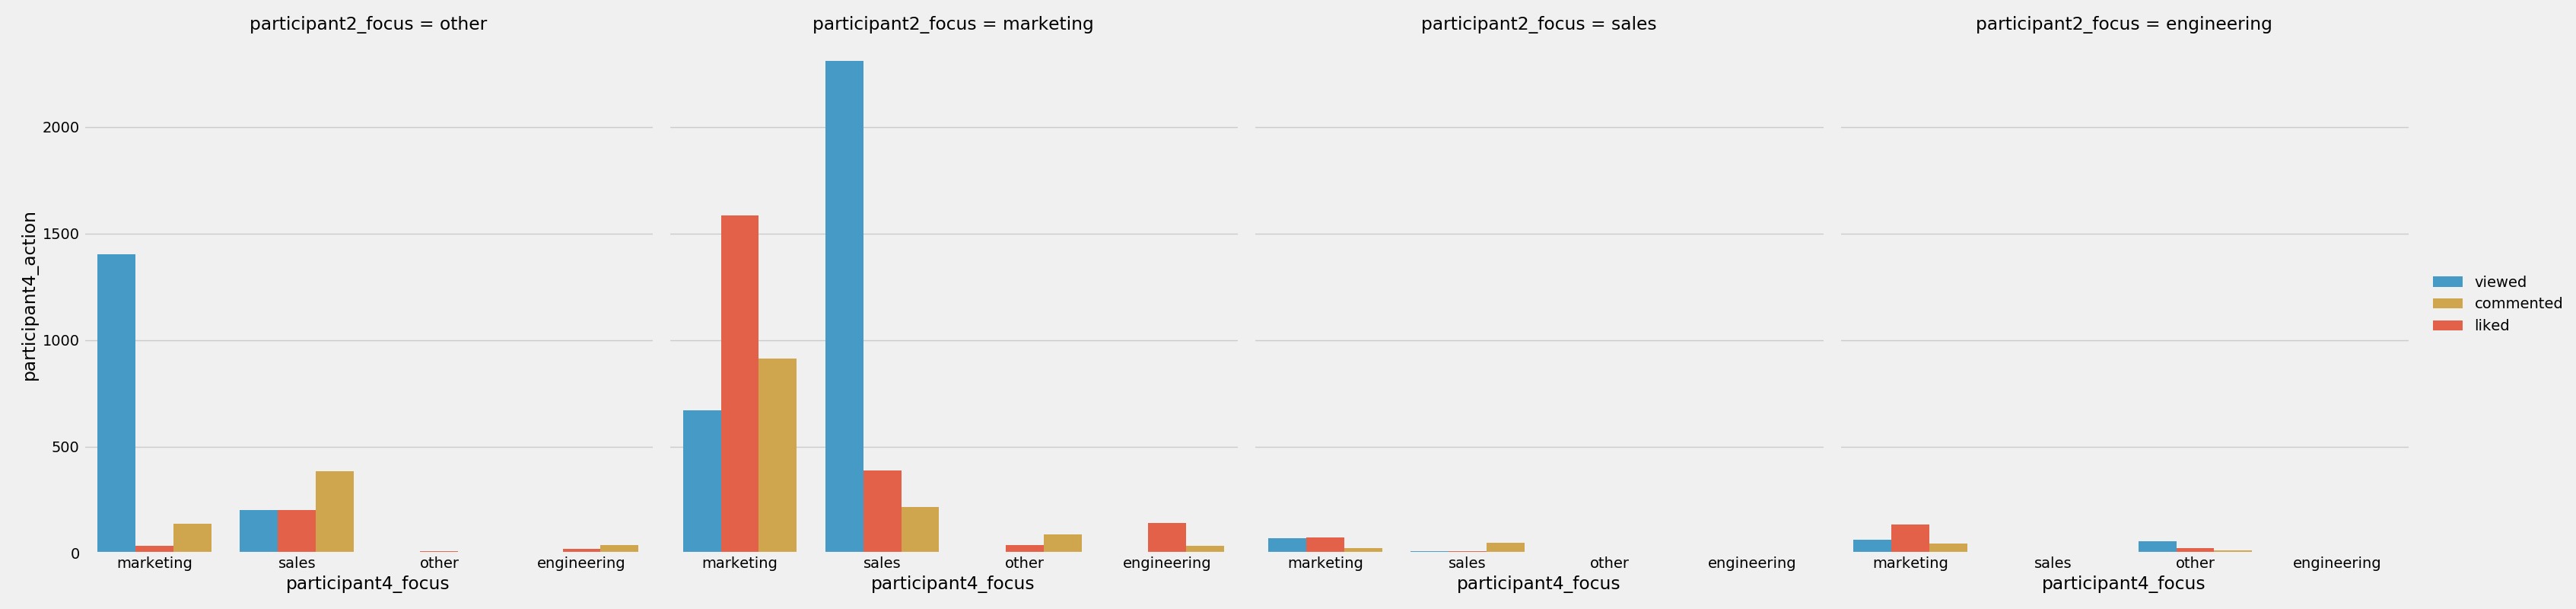 participant2_focus = other
participant2_focus = marketing
participant2_focus = sales
participant2_focus = engineering
participant4_action
2000
1500
1000
500
0
marketing sales other engineering
marketing sales other engineering
marketing sales other engineering
marketing sales other engineering
participant4_focus
participant4_focus
participant4_focus
participant4_focus
viewed
commented
liked